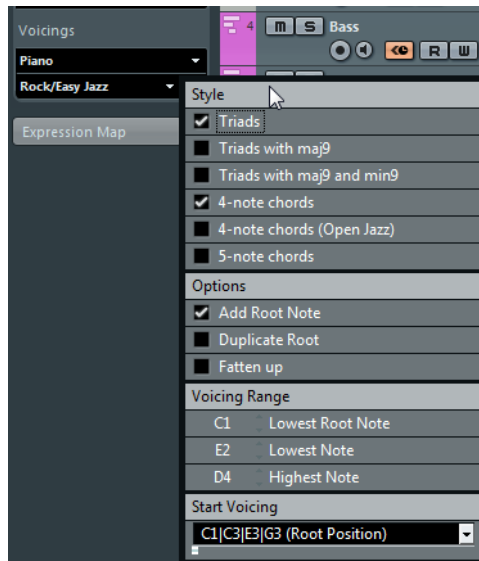 Voicings
Piano
Rock/Easy Jazz
Expression Map
4 M S Bass
R W
Style
Triads
Triads with maj9
Triads with maj9 and min9
4-note chords
4-note chords (Open Jazz)
5-note chords
Options
Add Root Note
Duplicate Root
Fatten up
Voicing Range
C1 Lowest Root Note
E2 Lowest Note
D4 Highest Note
Start Voicing
C1|C3|E3|G3 (Root Position)